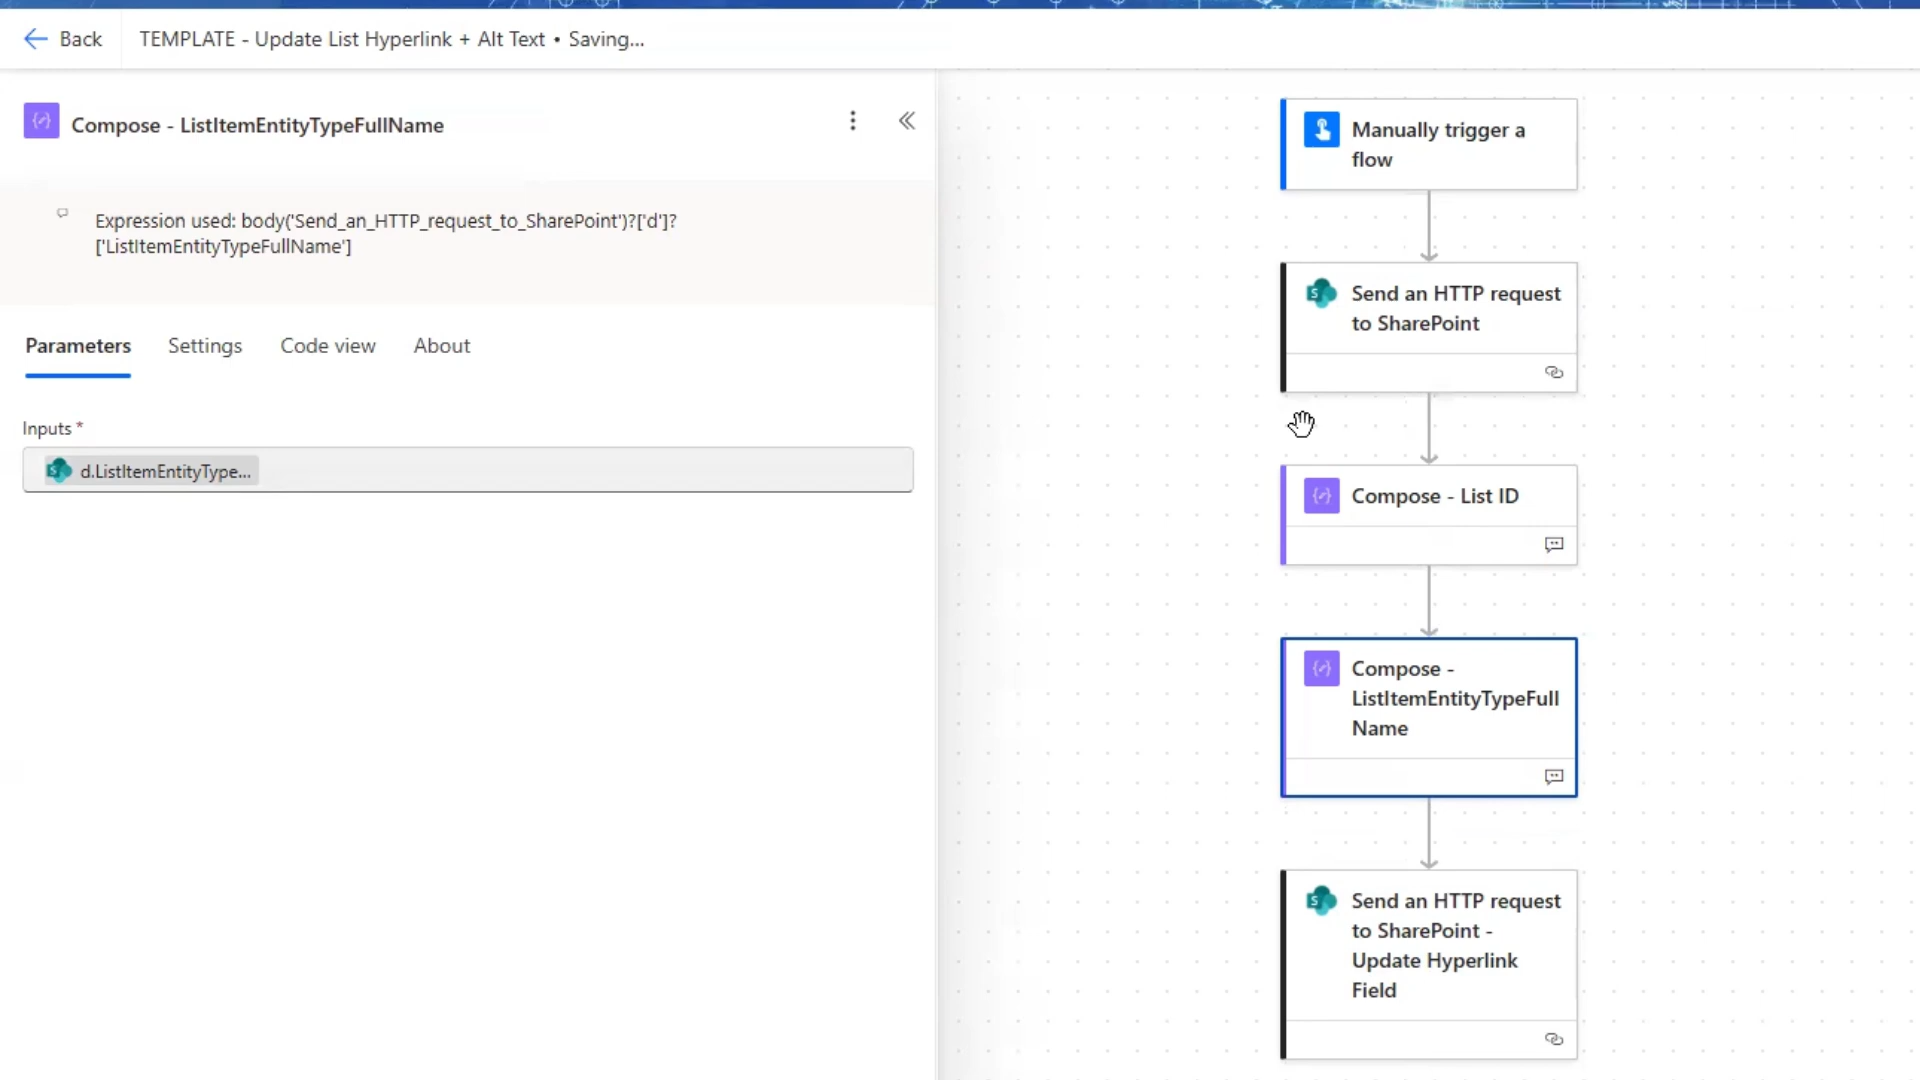 Back
TEMPLATE - Update List Hyperlink + Alt Text • Saving...
Compose - ListItemEntityTypeFullName
Expression used: body('Send_an_HTTP_request_to_SharePoint')?['d']?
['ListItemEntityTypeFullName']
Parameters
Settings
Code view
About
Inputs *
d.ListItemEntityType...
Manually trigger a
flow
Send an HTTP request
to SharePoint
Compose - List ID
Compose -
ListItemEntityTypeFull
Name
Send an HTTP request
to SharePoint -
Update Hyperlink
Field